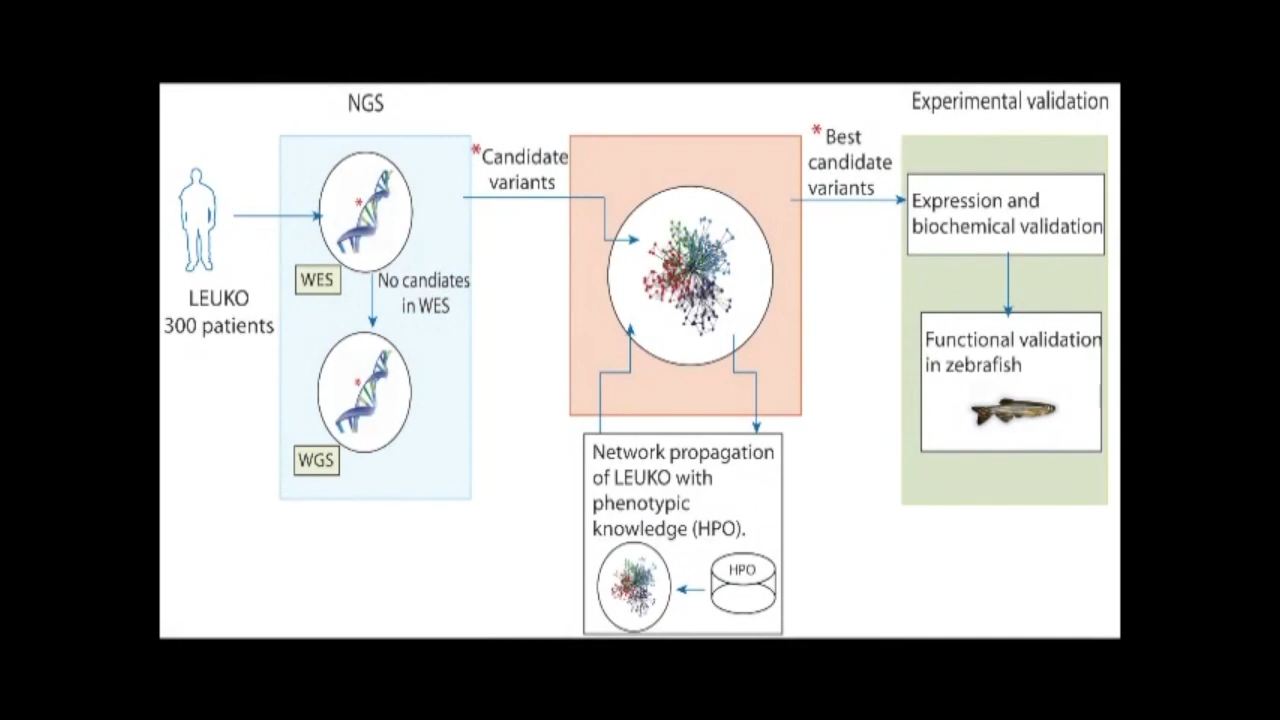 NGS
Experimental validation
*Candidate
variants
* Best
candidate
variants
Expression and
biochemical validation
LEUKO
300 patients
*
WES
No candiates
in WES
*
WGS
Functional validation
in zebrafish
Network propagation
of LEUKO with
phenotypic
knowledge (HPO).
HPO